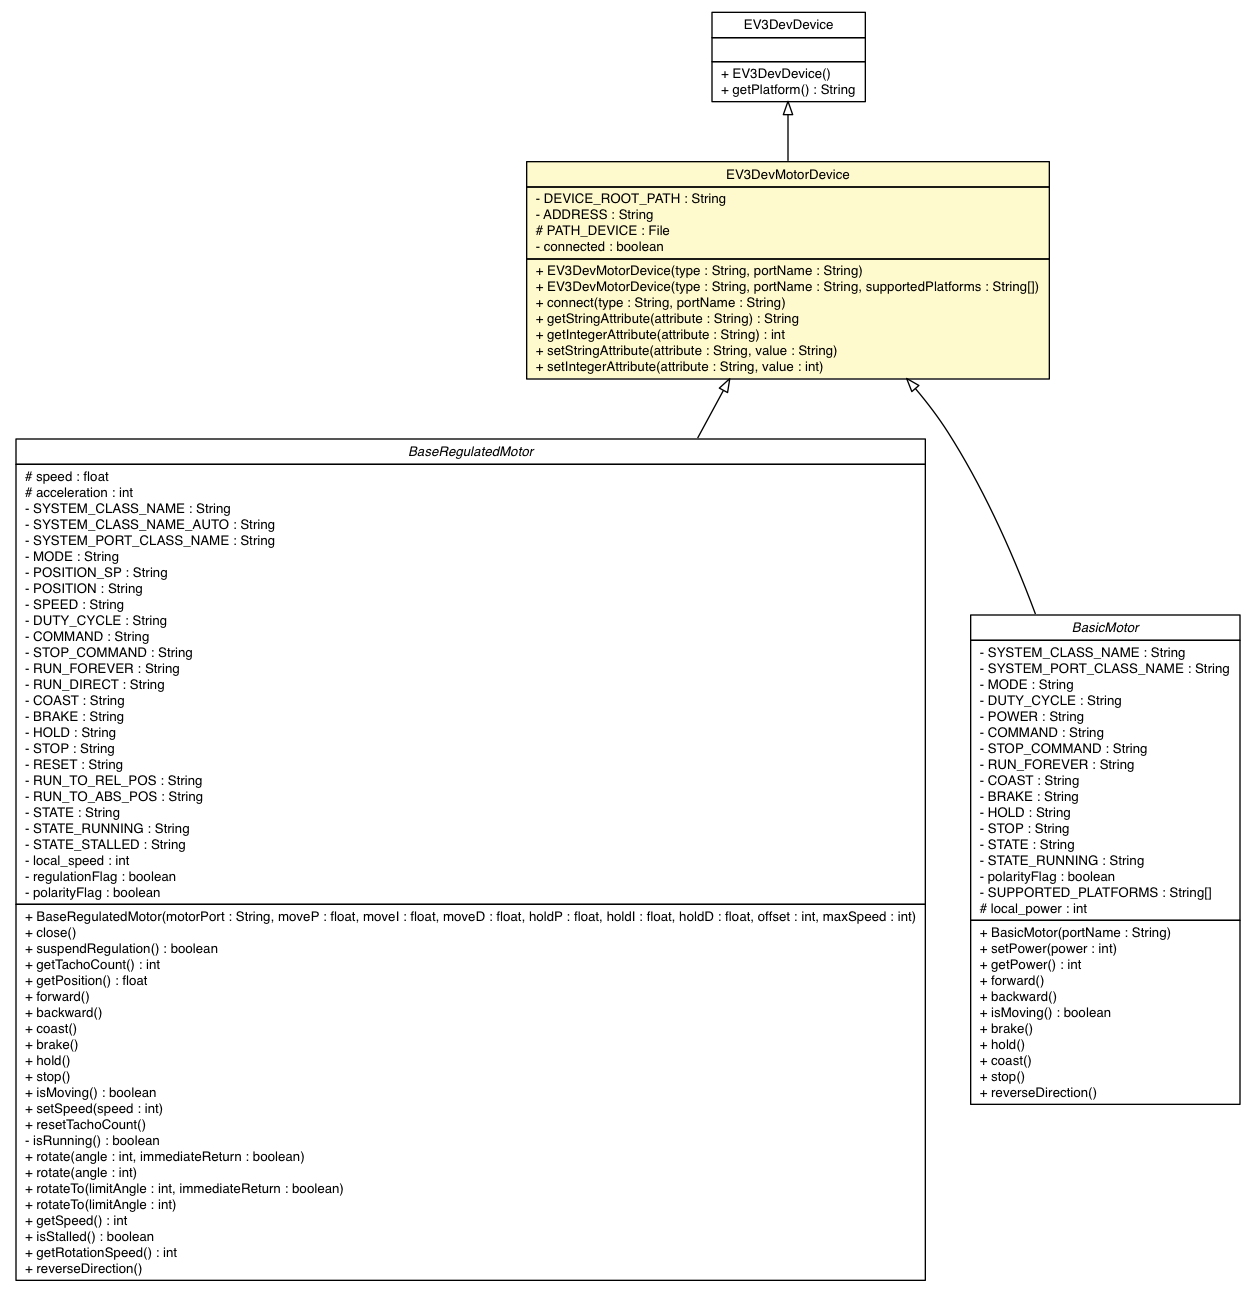 EV3DevDevice
+ EV3DevDevice()
+ getPlatform() : String
EV3DevMotorDevice
- DEVICE_ROOT_PATH : String
- ADDRESS : String
# PATH_DEVICE : File
- connected : boolean
+ EV3DevMotorDevice(type : String, portName : String)
+ EV3DevMotorDevice(type : String, portName : String, supportedPlatforms : String[])
+ connect(type : String, portName : String)
+ getStringAttribute(attribute : String) : String
+ getIntegerAttribute(attribute : String) : int
+ setStringAttribute(attribute : String, value : String)
+ setIntegerAttribute(attribute : String, value : int)
BaseRegulatedMotor
# speed : float
# acceleration : int
- SYSTEM_CLASS_NAME : String
- SYSTEM_CLASS_NAME_AUTO : String
- SYSTEM_PORT_CLASS_NAME : String
- MODE : String
- POSITION_SP : String
- POSITION : String
- SPEED : String
- DUTY_CYCLE : String
- COMMAND : String
- STOP_COMMAND : String
- RUN_FOREVER : String
- RUN_DIRECT : String
- COAST : String
- BRAKE : String
- HOLD : String
- STOP : String
- RESET : String
- RUN_TO_REL_POS : String
- RUN_TO_ABS_POS : String
- STATE : String
- STATE_RUNNING : String
- STATE_STALLED : String
- local_speed : int
- regulationFlag : boolean
- polarityFlag : boolean
+ BaseRegulatedMotor(motorPort : String, moveP : float, moveI : float, moveD : float, holdP : float, holdI : float, holdD : float, offset : int, maxSpeed : int)
+ close()
+ suspendRegulation() : boolean
+ getTachoCount() : int
+ getPosition() : float
+ forward()
+ backward()
+ coast()
+ brake()
+ hold()
+ stop()
+ isMoving() : boolean
+ setSpeed(speed : int)
+ resetTachoCount()
- isRunning() : boolean
+ rotate(angle : int, immediateReturn : boolean)
+ rotate(angle : int)
+ rotateTo(limitAngle : int, immediateReturn : boolean)
+ rotateTo(limitAngle : int)
+ getSpeed() : int
+ isStalled() : boolean
+ getRotationSpeed() : int
+ reverseDirection()
BasicMotor
- SYSTEM_CLASS_NAME : String
- SYSTEM_PORT_CLASS_NAME : String
- MODE : String
- DUTY_CYCLE : String
- POWER : String
- COMMAND : String
- STOP_COMMAND : String
- RUN_FOREVER : String
- COAST : String
- BRAKE : String
- HOLD : String
- STOP : String
- STATE : String
- STATE_RUNNING : String
- polarityFlag : boolean
- SUPPORTED_PLATFORMS : String[]
# local_power : int
+ BasicMotor(portName : String)
+ setPower(power : int)
+ getPower() : int
+ forward()
+ backward()
+ isMoving() : boolean
+ brake()
+ hold()
+ coast()
+ stop()
+ reverseDirection()